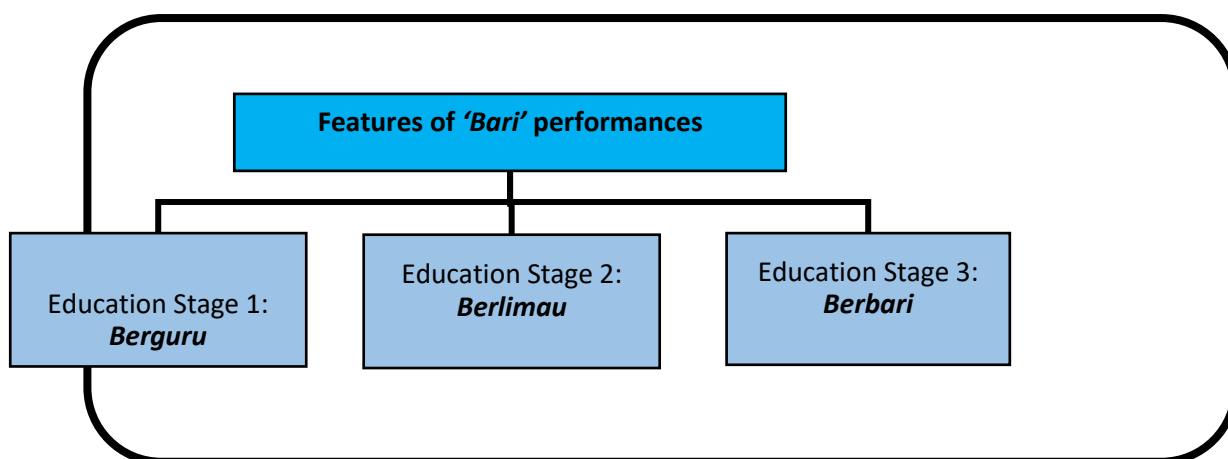 Features of ‘Bari’ performances
Education Stage 1:
Berguru
Education Stage 2:
Berlimau
Education Stage 3:
Berbari